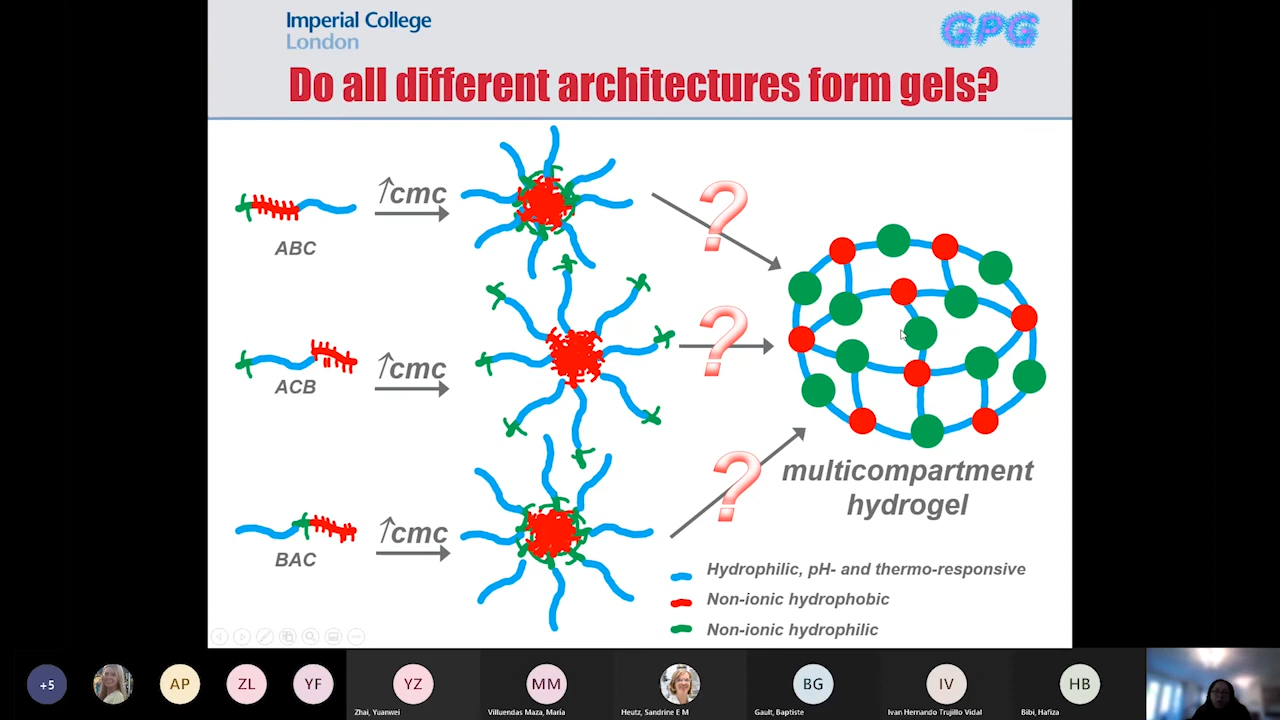 Imperial College
London
GPG
Do all different architectures form gels?
ABC
↑cmc
?
ACB
↑cmc
?
BAC
↑cmc
?
multicompartment
hydrogel
Hydrophilic, pH- and thermo-responsive
Non-ionic hydrophobic
Non-ionic hydrophilic
+5
AP
ZL
YF
YZ
Zhai, Yuanwei
MM
Villuendas Maza, Maria
Heutz, Sandrine E M
BG
Gault, Baptiste
IV
Ivan Hernando Trujillo Vidal
HB
Bibi, Hafiza